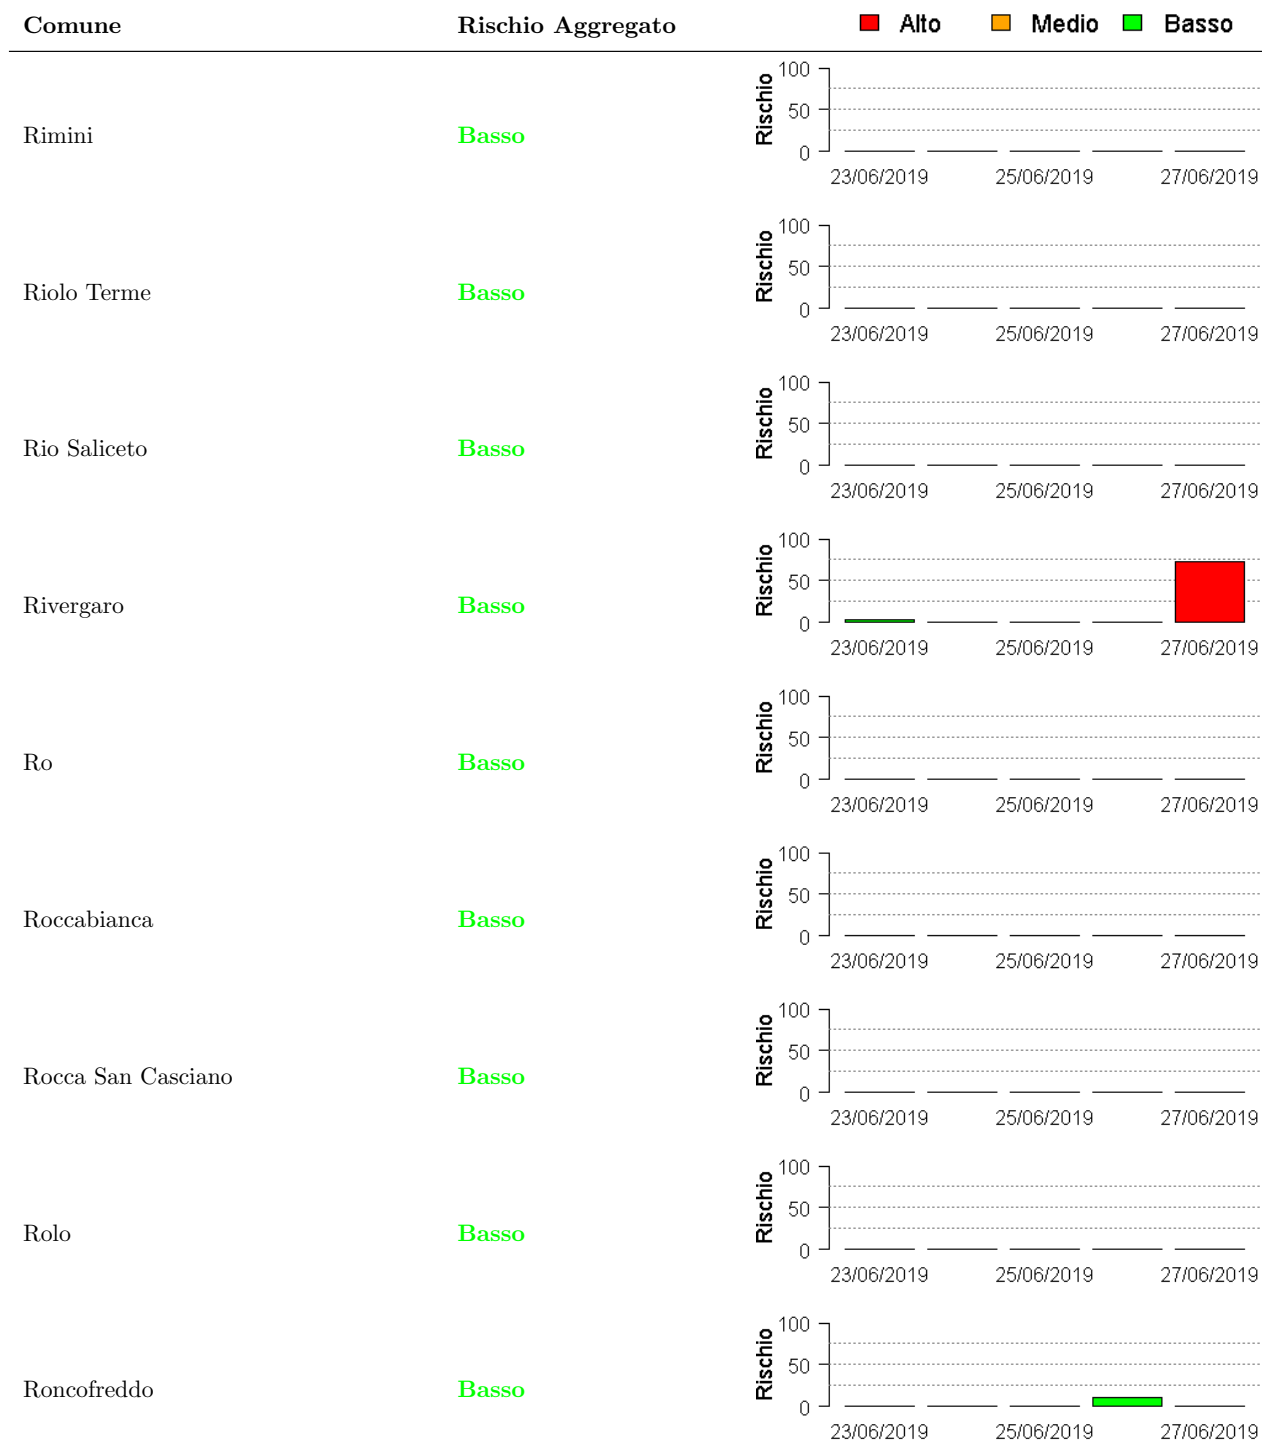 Comune Rischio Aggregato Alto Medio Basso
100
50
0
Rischio
Rimini Basso
23/06/2019 25/06/2019 27/06/2019
100
50
0
Rischio
Riolo Terme Basso
23/06/2019 25/06/2019 27/06/2019
100
50
0
Rischio
Rio Saliceto Basso
23/06/2019 25/06/2019 27/06/2019
100
50
0
Rischio
Rivergaro Basso
23/06/2019 25/06/2019 27/06/2019
100
50
0
Rischio
Ro Basso
23/06/2019 25/06/2019 27/06/2019
100
50
0
Rischio
Roccabianca Basso
23/06/2019 25/06/2019 27/06/2019
100
50
0
Rischio
Rocca San Casciano Basso
23/06/2019 25/06/2019 27/06/2019
100
50
0
Rischio
Rolo Basso
23/06/2019 25/06/2019 27/06/2019
100
50
0
Rischio
Roncofreddo Basso
23/06/2019 25/06/2019 27/06/2019